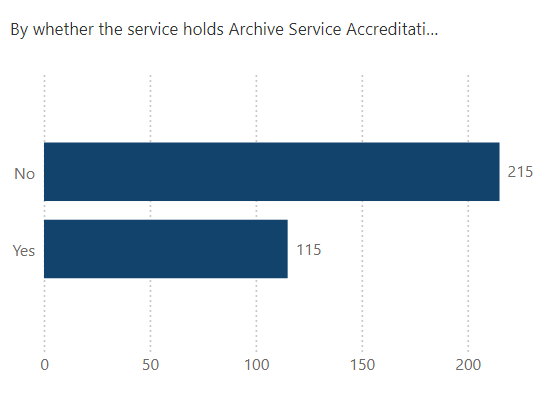 By whether the service holds Archive Service Accreditati...
No 215
Yes 115
0 50 100 150 200